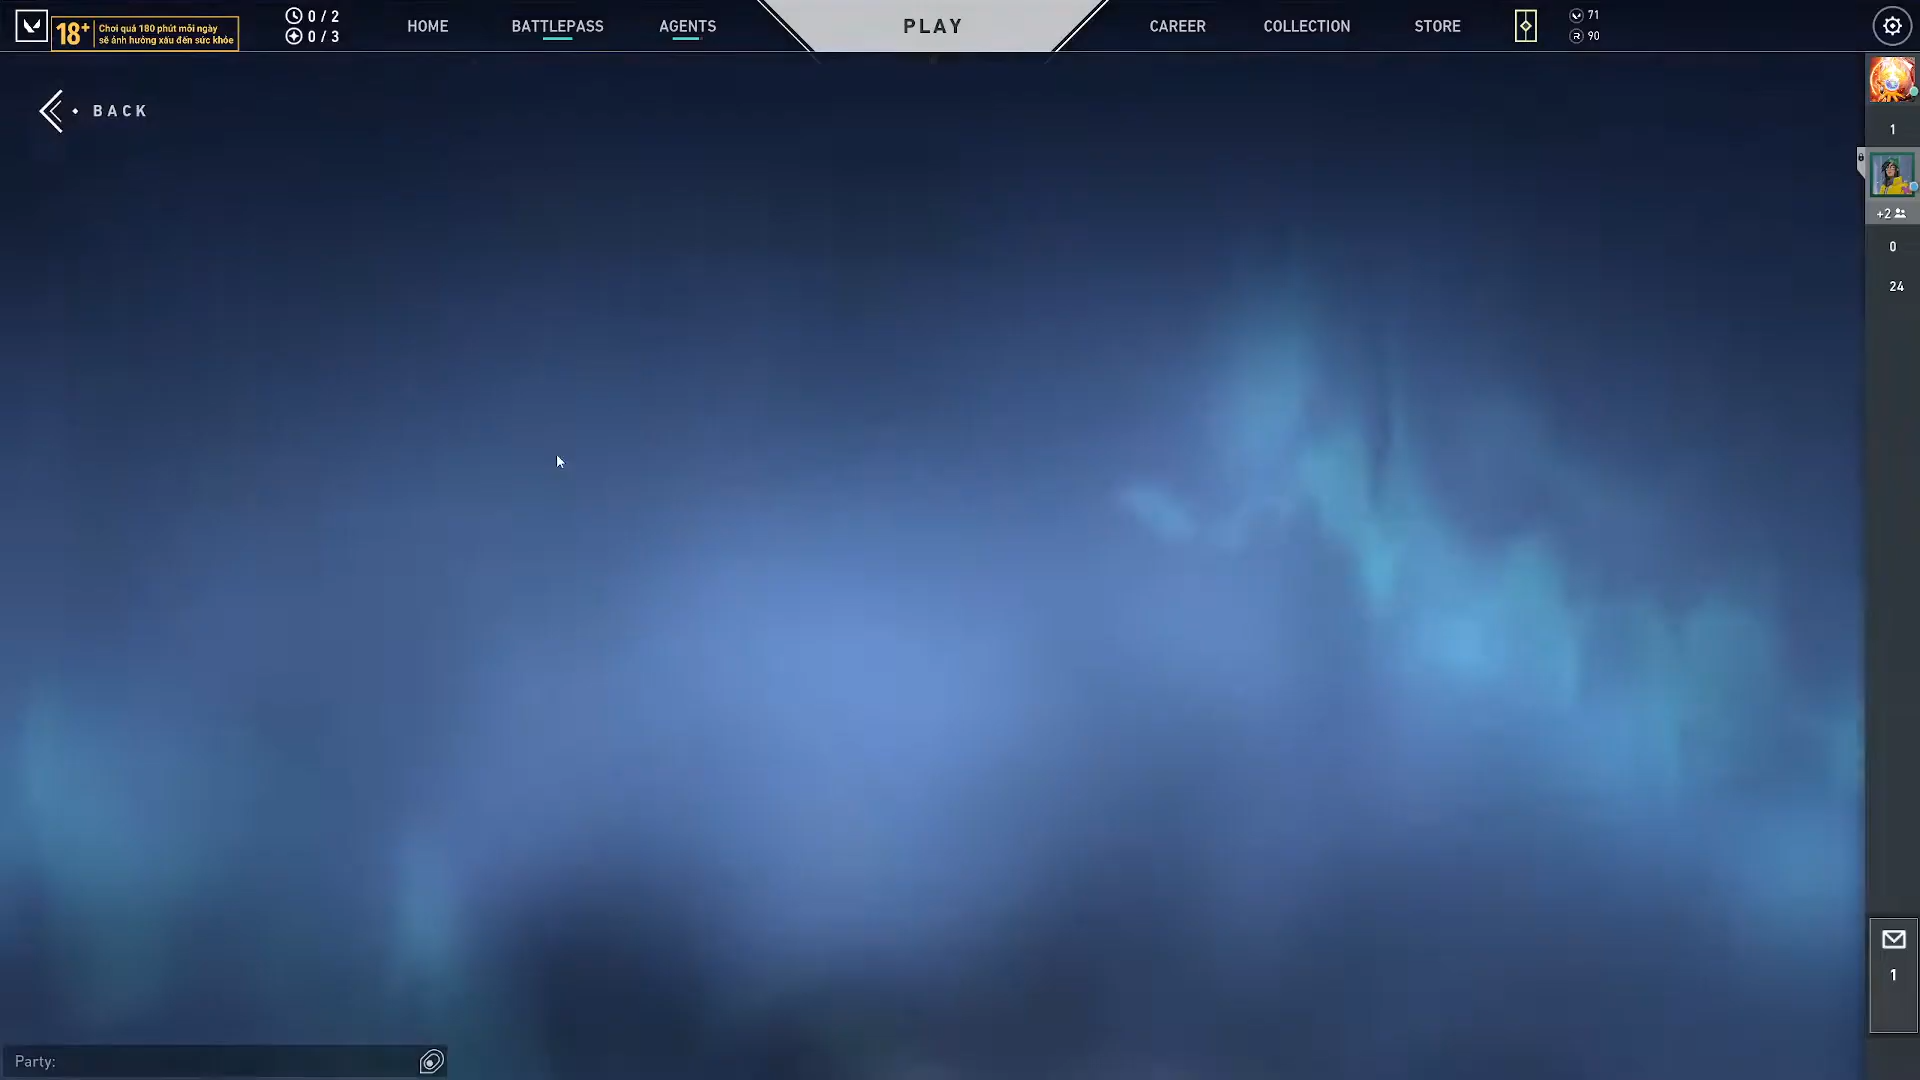 18+ Chơi quá 180 phút mỗi ngày
sẽ ảnh hưởng xấu đến sức khỏe
0 / 2
0 / 3
HOME
BATTLEPASS
AGENTS
PLAY
CAREER
COLLECTION
STORE
71
90
BACK
1
+2
0
24
1
Party: